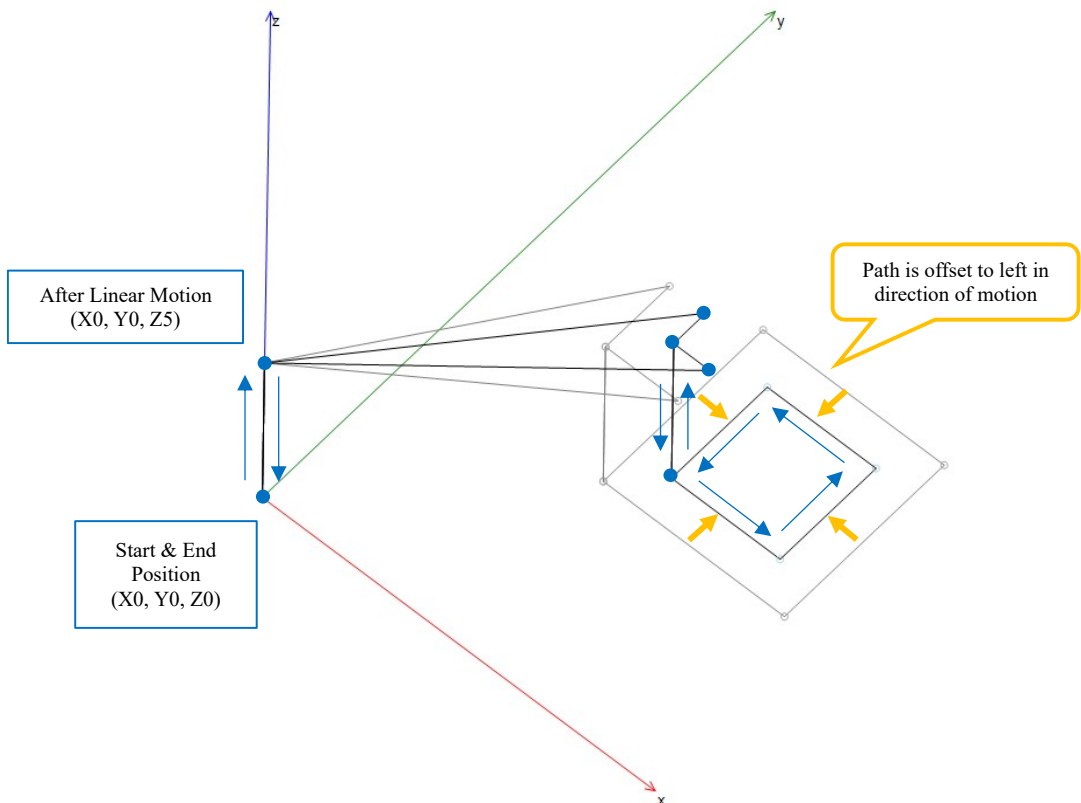 z
y
Path is offset to left in
direction of motion
After Linear Motion
(X0, Y0, Z5)
Start & End
Position
(X0, Y0, Z0)
x